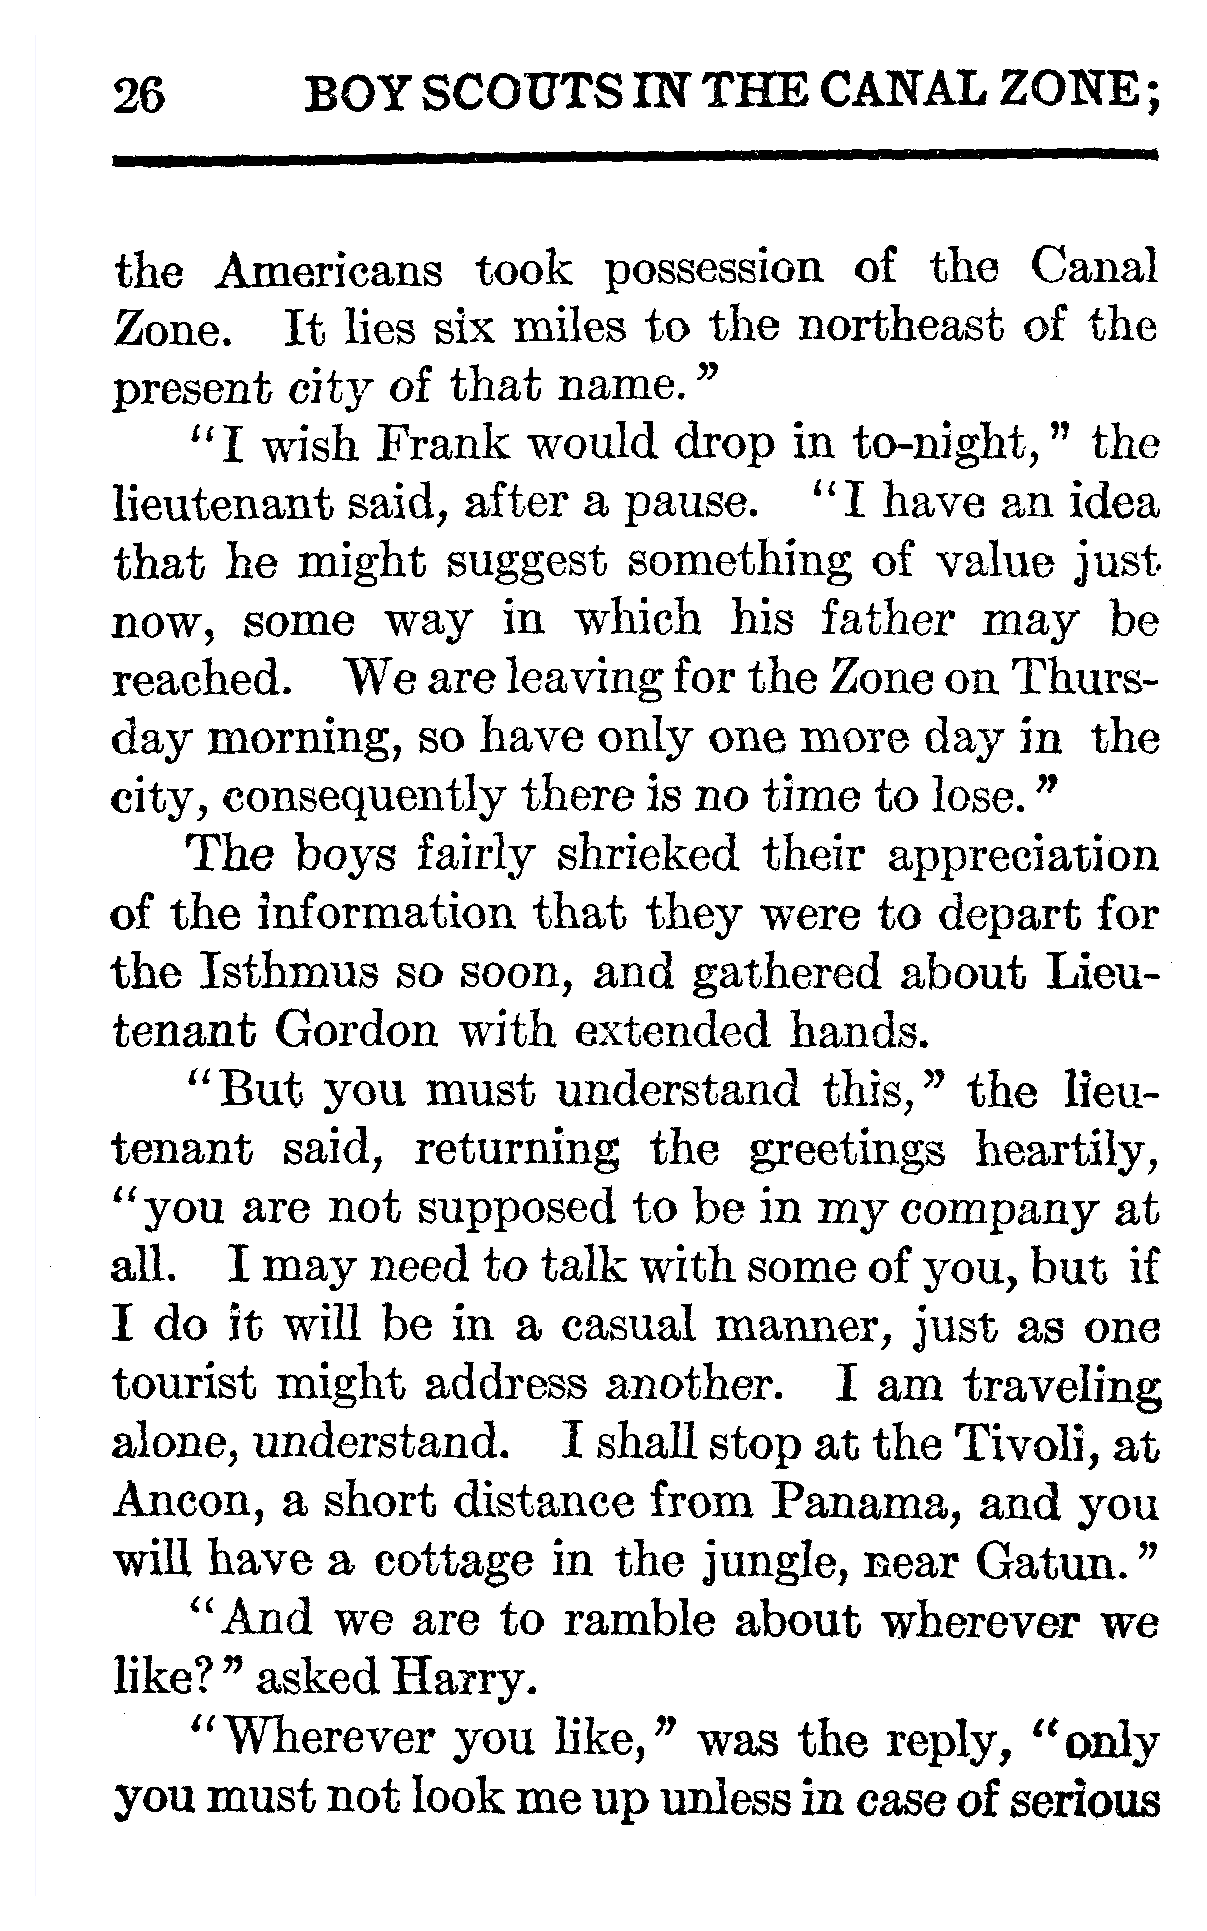 26 BOY SCOUTS IN THE CANAL ZONE;
the Americans took possession of the Canal
Zone. It lies six miles to the northeast of the
present city of that name."
"I wish Frank would drop in to-night," the
lieutenant said, after a pause. "I have an idea
that he might suggest something of value just
now, some way in which his father may be
reached. We are leaving for the Zone on Thurs-
day morning, so have only one more day in the
city, consequently there is no time to lose."
The boys fairly shrieked their appreciation
of the information that they were to depart for
the Isthmus so soon, and gathered about Lieu-
tenant Gordon with extended hands.
"But you must understand this," the lieu-
tenant said, returning the greetings heartily,
"you are not supposed to be in my company at
all. I may need to talk with some of you, but if
I do it will be in a casual manner, just as one
tourist might address another. I am traveling
alone, understand. I shall stop at the Tivoli, at
Ancon, a short distance from Panama, and you
will have a cottage in the jungle, near Gatun."
"And we are to ramble about wherever we
like?" asked Harry.
"Wherever you like," was the reply, "only
you must not look me up unless in case of serious